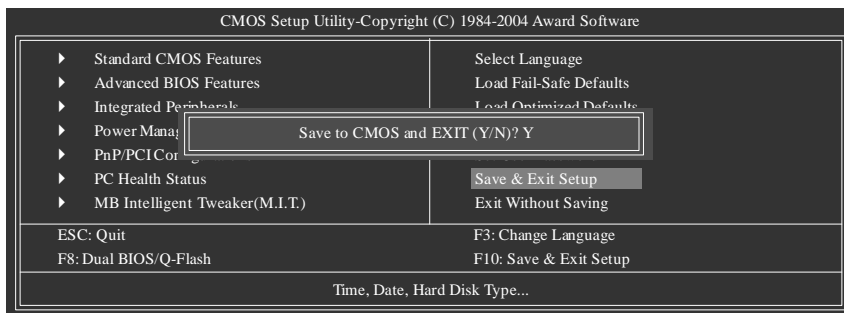 CMOS Setup Utility-Copyright (C) 1984-2004 Award Software
Standard CMOS Features
Advanced BIOS Features
Integrated Peripherals
Power Manag
PnP/PCI Con
PC Health Status
MB Intelligent Tweaker(M.I.T.)
Select Language
Load Fail-Safe Defaults
Load Optimized Defaults
Save & Exit Setup
Exit Without Saving
Save to CMOS and EXIT (Y/N)? Y
ESC: Quit
F3: Change Language
F8: Dual BIOS/Q-Flash
F10: Save & Exit Setup
Time, Date, Hard Disk Type...